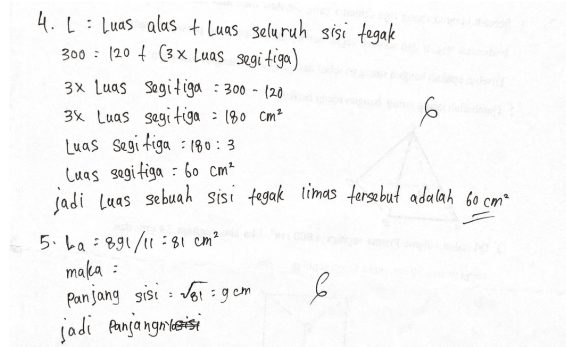 4. L = Luas alas + Luas seluruh sisi tegak
300 = 120 + (3x Luas segitiga)
3x Luas Segitiga = 300 - 120
3x Luas segitiga = 180 cm²
Luas Segitiga = 180 : 3
Luas segitiga = 60 cm²
6
jadi Luas sebuah sisi tegak limas tersebut adalah 60 cm²
5. La = 891/11 = 81 cm²
maka =
Panjang sisi = √81 = 9 cm
6
jadi Panjang